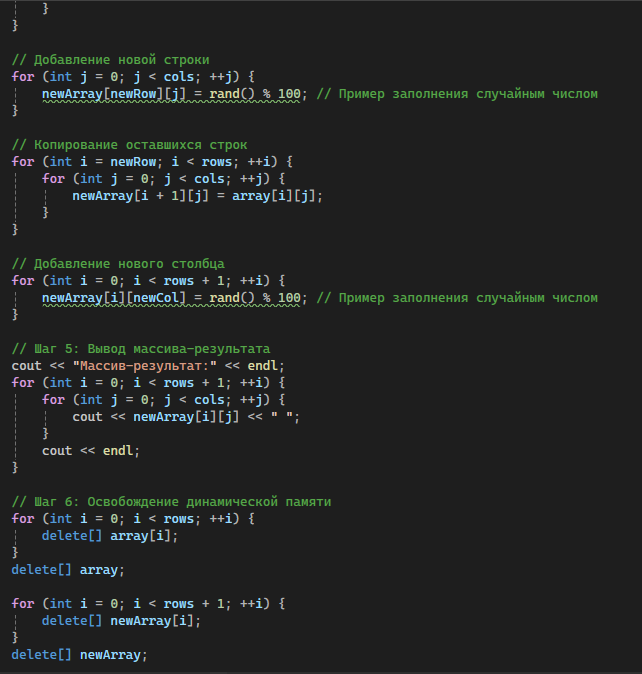 }
}
// Добавление новой строки
for (int j = 0; j < cols; ++j) {
    newArray[newRow][j] = rand() % 100; // Пример заполнения случайным числом
}
// Копирование оставшихся строк
for (int i = newRow; i < rows; ++i) {
    for (int j = 0; j < cols; ++j) {
        newArray[i + 1][j] = array[i][j];
    }
}
// Добавление нового столбца
for (int i = 0; i < rows + 1; ++i) {
    newArray[i][newCol] = rand() % 100; // Пример заполнения случайным числом
}
// Шаг 5: Вывод массива-результата
cout << "Массив-результат:" << endl;
for (int i = 0; i < rows + 1; ++i) {
    for (int j = 0; j < cols; ++j) {
        cout << newArray[i][j] << " ";
    }
    cout << endl;
}
// Шаг 6: Освобождение динамической памяти
for (int i = 0; i < rows; ++i) {
    delete[] array[i];
}
delete[] array;
for (int i = 0; i < rows + 1; ++i) {
    delete[] newArray[i];
}
delete[] newArray;